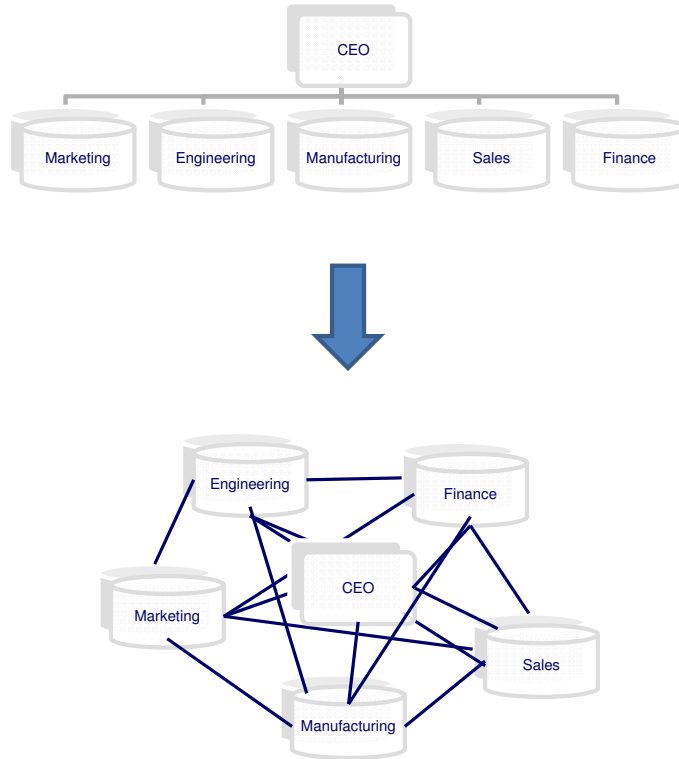 CEO
Marketing
Engineering
Manufacturing
Sales
Finance
Engineering
Finance
CEO
Marketing
Sales
Manufacturing